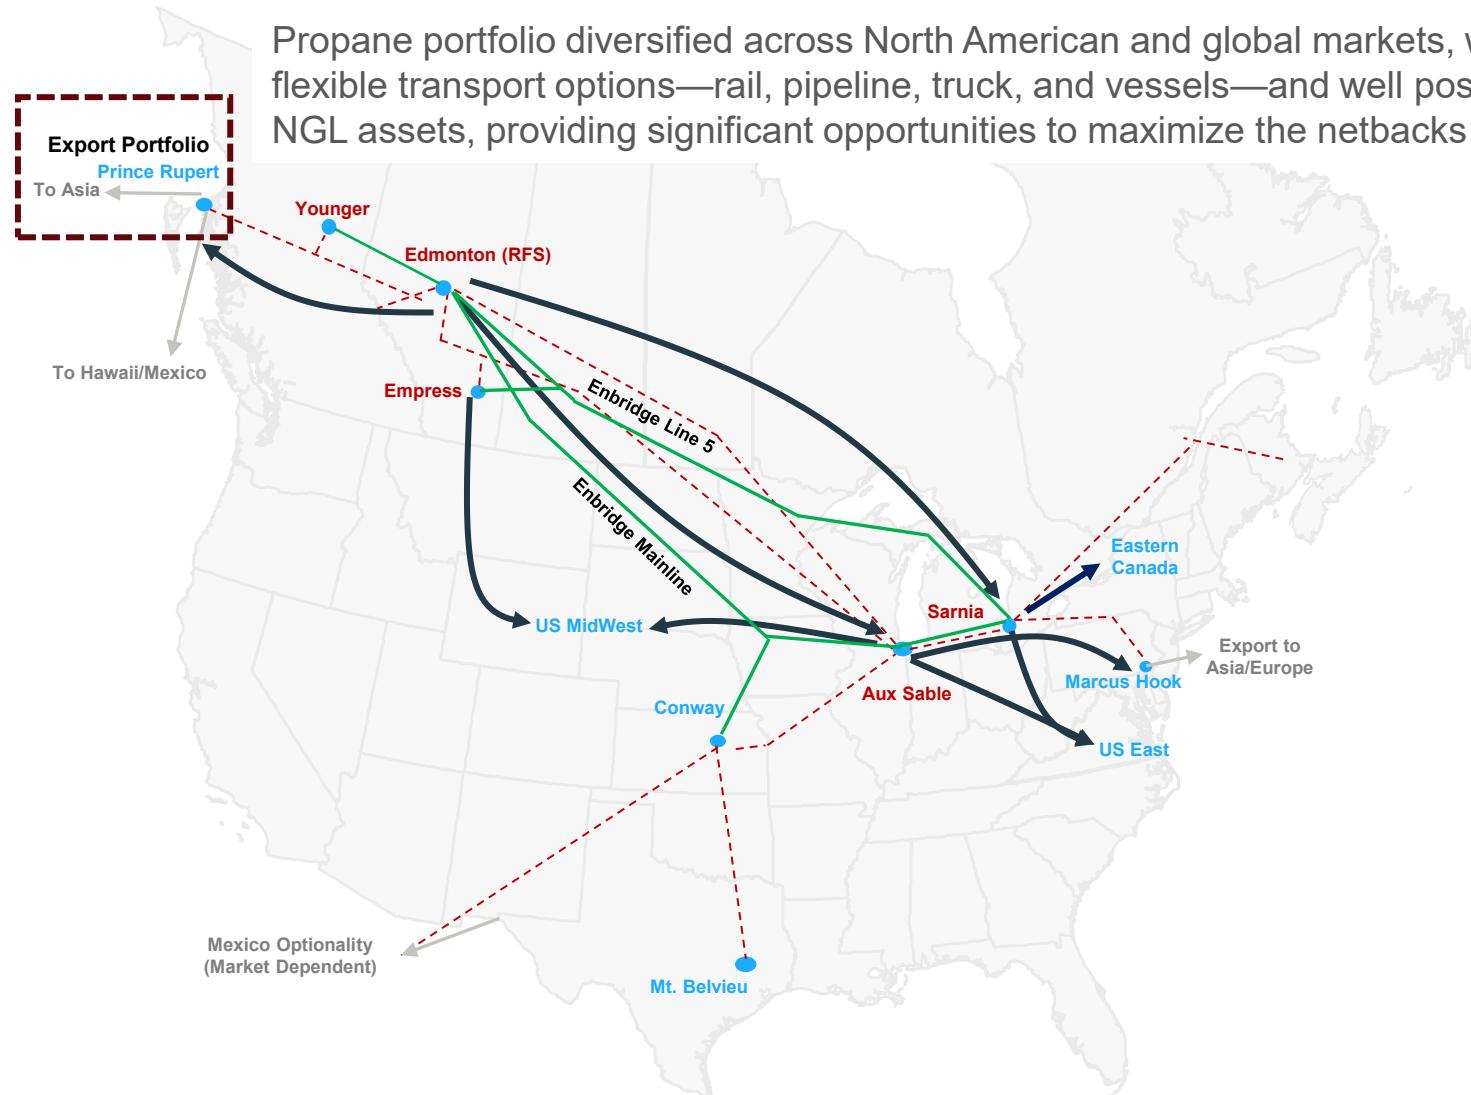 Propane portfolio diversified across North American and global markets, w
flexible transport options—rail, pipeline, truck, and vessels—and well pos
NGL assets, providing significant opportunities to maximize the netbacks
Export Portfolio
Prince Rupert
To Asia
Younger
Edmonton (RFS)
To Hawaii/Mexico
Empress
Enbridge Line 5
Enbridge Mainline
Eastern
Canada
Sarnia
US MidWest
Export to
Asia/Europe
Marcus Hook
Aux Sable
Conway
US East
Mexico Optionality
(Market Dependent)
Mt. Belvieu